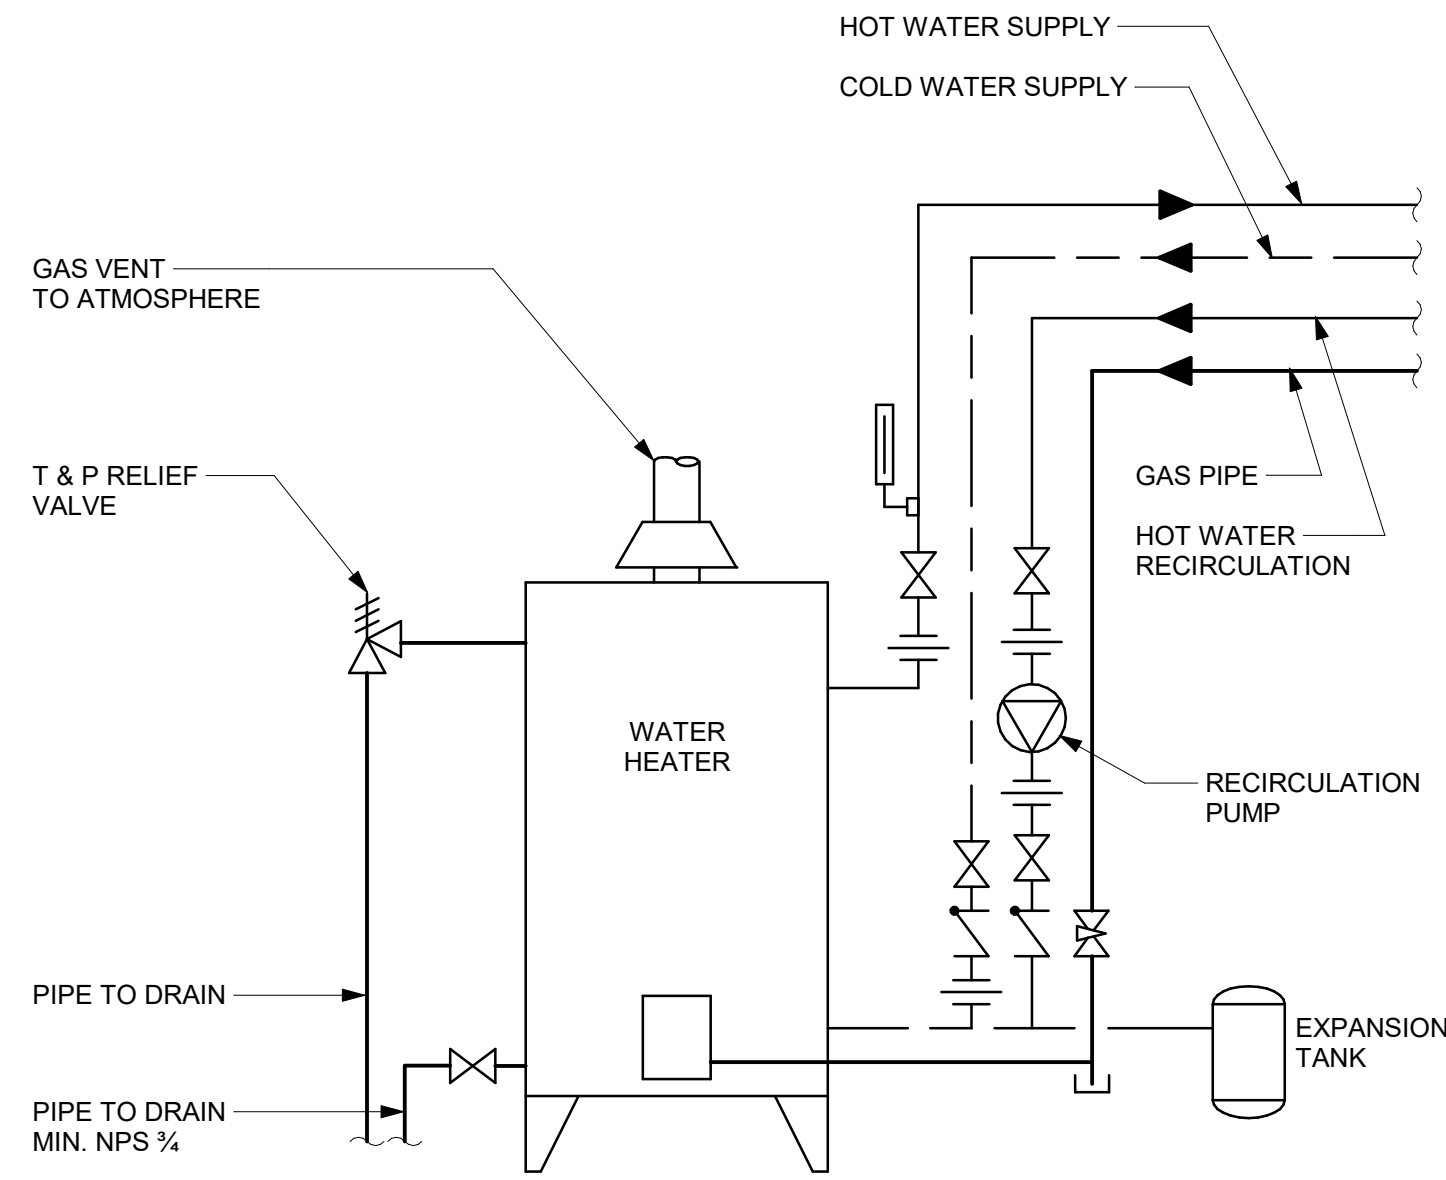 HOT WATER SUPPLY
COLD WATER SUPPLY
GAS VENT
TO ATMOSPHERE
T & P RELIEF
VALVE
GAS PIPE
HOT WATER
RECIRCULATION
WATER
HEATER
RECIRCULATION
PUMP
PIPE TO DRAIN
EXPANSION
TANK
PIPE TO DRAIN
MIN. NPS ¾